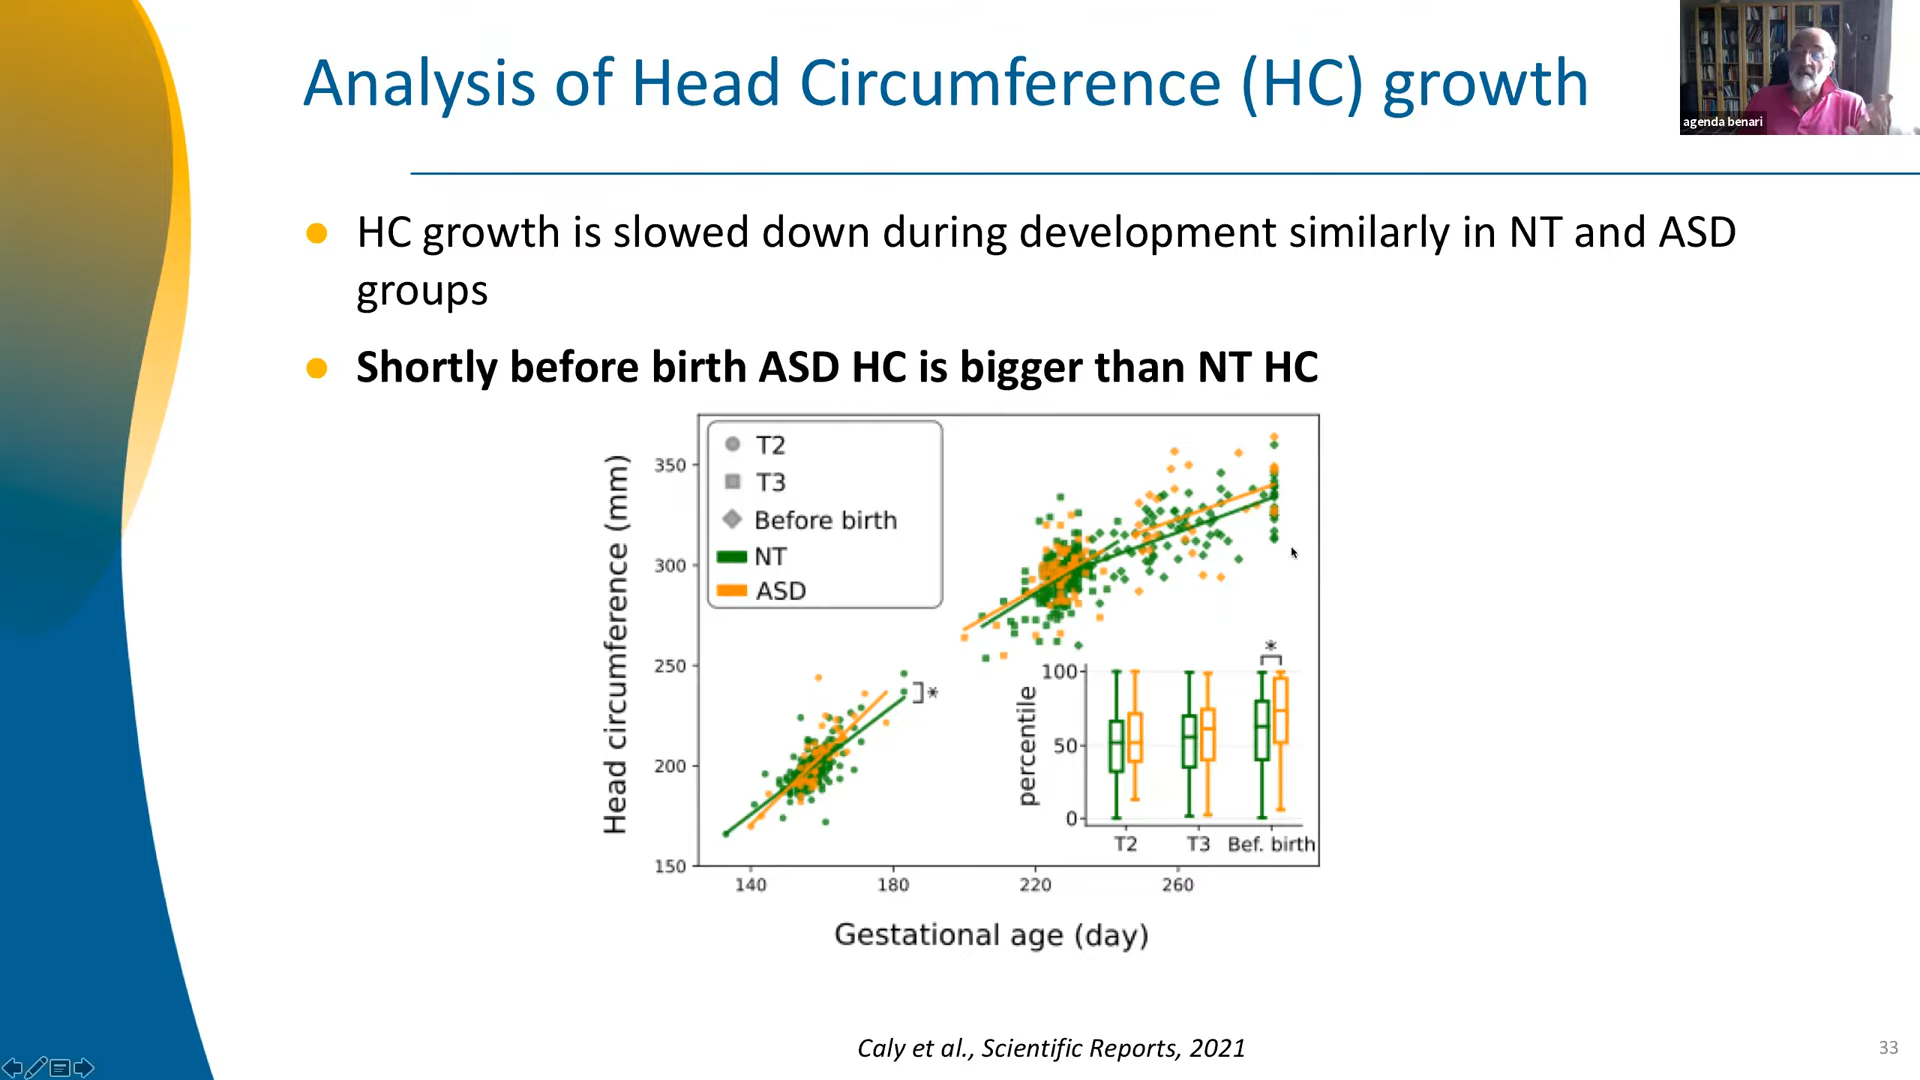 Analysis of Head Circumference (HC) growth
agenda benari
● HC growth is slowed down during development similarly in NT and ASD
groups
● Shortly before birth ASD HC is bigger than NT HC
Head circumference (mm)
350
300
250
200
150
T2
T3
Before birth
NT
ASD
*
*
percentile
100
50
0
T2 T3 Bef. birth
140 180 220 260
Gestational age (day)
Caly et al., Scientific Reports, 2021
33